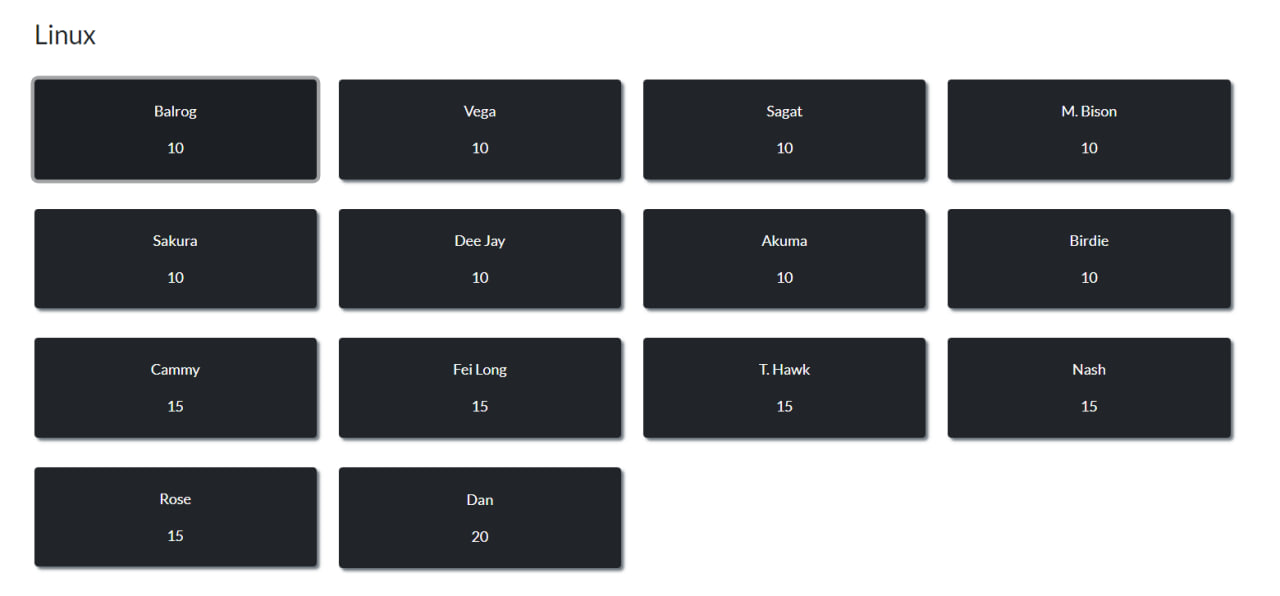 Linux
Balrog
10
Vega
10
Sagat
10
M. Bison
10
Sakura
10
Dee Jay
10
Akuma
10
Birdie
10
Cammy
15
Fei Long
15
T. Hawk
15
Nash
15
Rose
15
Dan
20